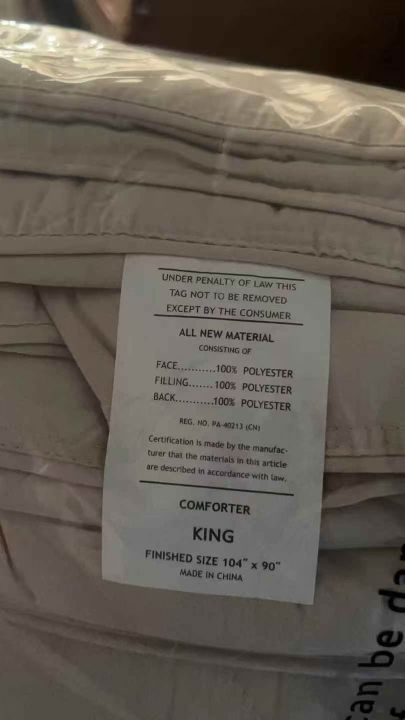 UNDER PENALTY OF LAW THIS
TAG NOT TO BE REMOVED
EXCEPT BY THE CONSUMER
ALL NEW MATERIAL
CONSISTING OF
FACE...........100% POLYESTER
FILLING.......100% POLYESTER
BACK...........100% POLYESTER
REG. NO. PA-40213 (CN)
Certification is made by the manufac-
turer that the materials in this article
are described in accordance with law.
COMFORTER
KING
FINISHED SIZE 104" x 90"
MADE IN CHINA
can be